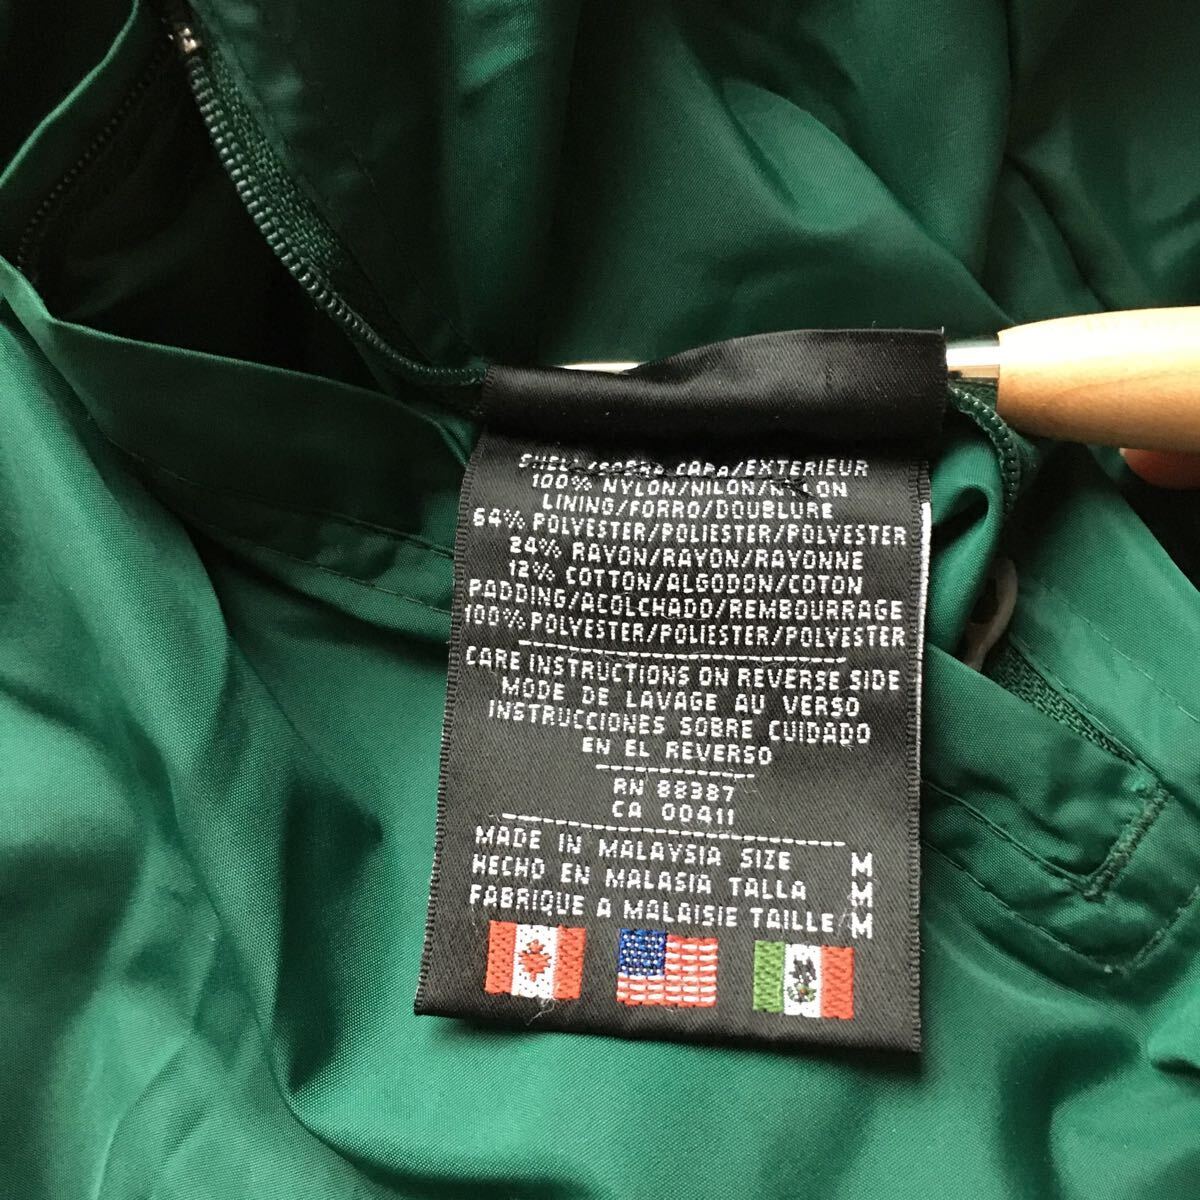 SHELL/SOBRE CAPA/EXTERIEUR
100% NYLON/NILON/NYLON
LINING/FORRO/DOUBLURE
64% POLYESTER/POLIESTER/POLYESTER
24% RAYON/RAYON/RAYONNE
12% COTTON/ALGODON/COTON
PADDING/ACOLCHADO/REMBOURRAGE
100% POLYESTER/POLIESTER/POLYESTER
CARE INSTRUCTIONS ON REVERSE SIDE
MODE DE LAVAGE AU VERSO
INSTRUCCIONES SOBRE CUIDADO
EN EL REVERSO
RN 88387
CA 00411
MADE IN MALAYSIA SIZE M
HECHO EN MALASIA TALLA M
FABRIQUE A MALAISIE TAILLE M